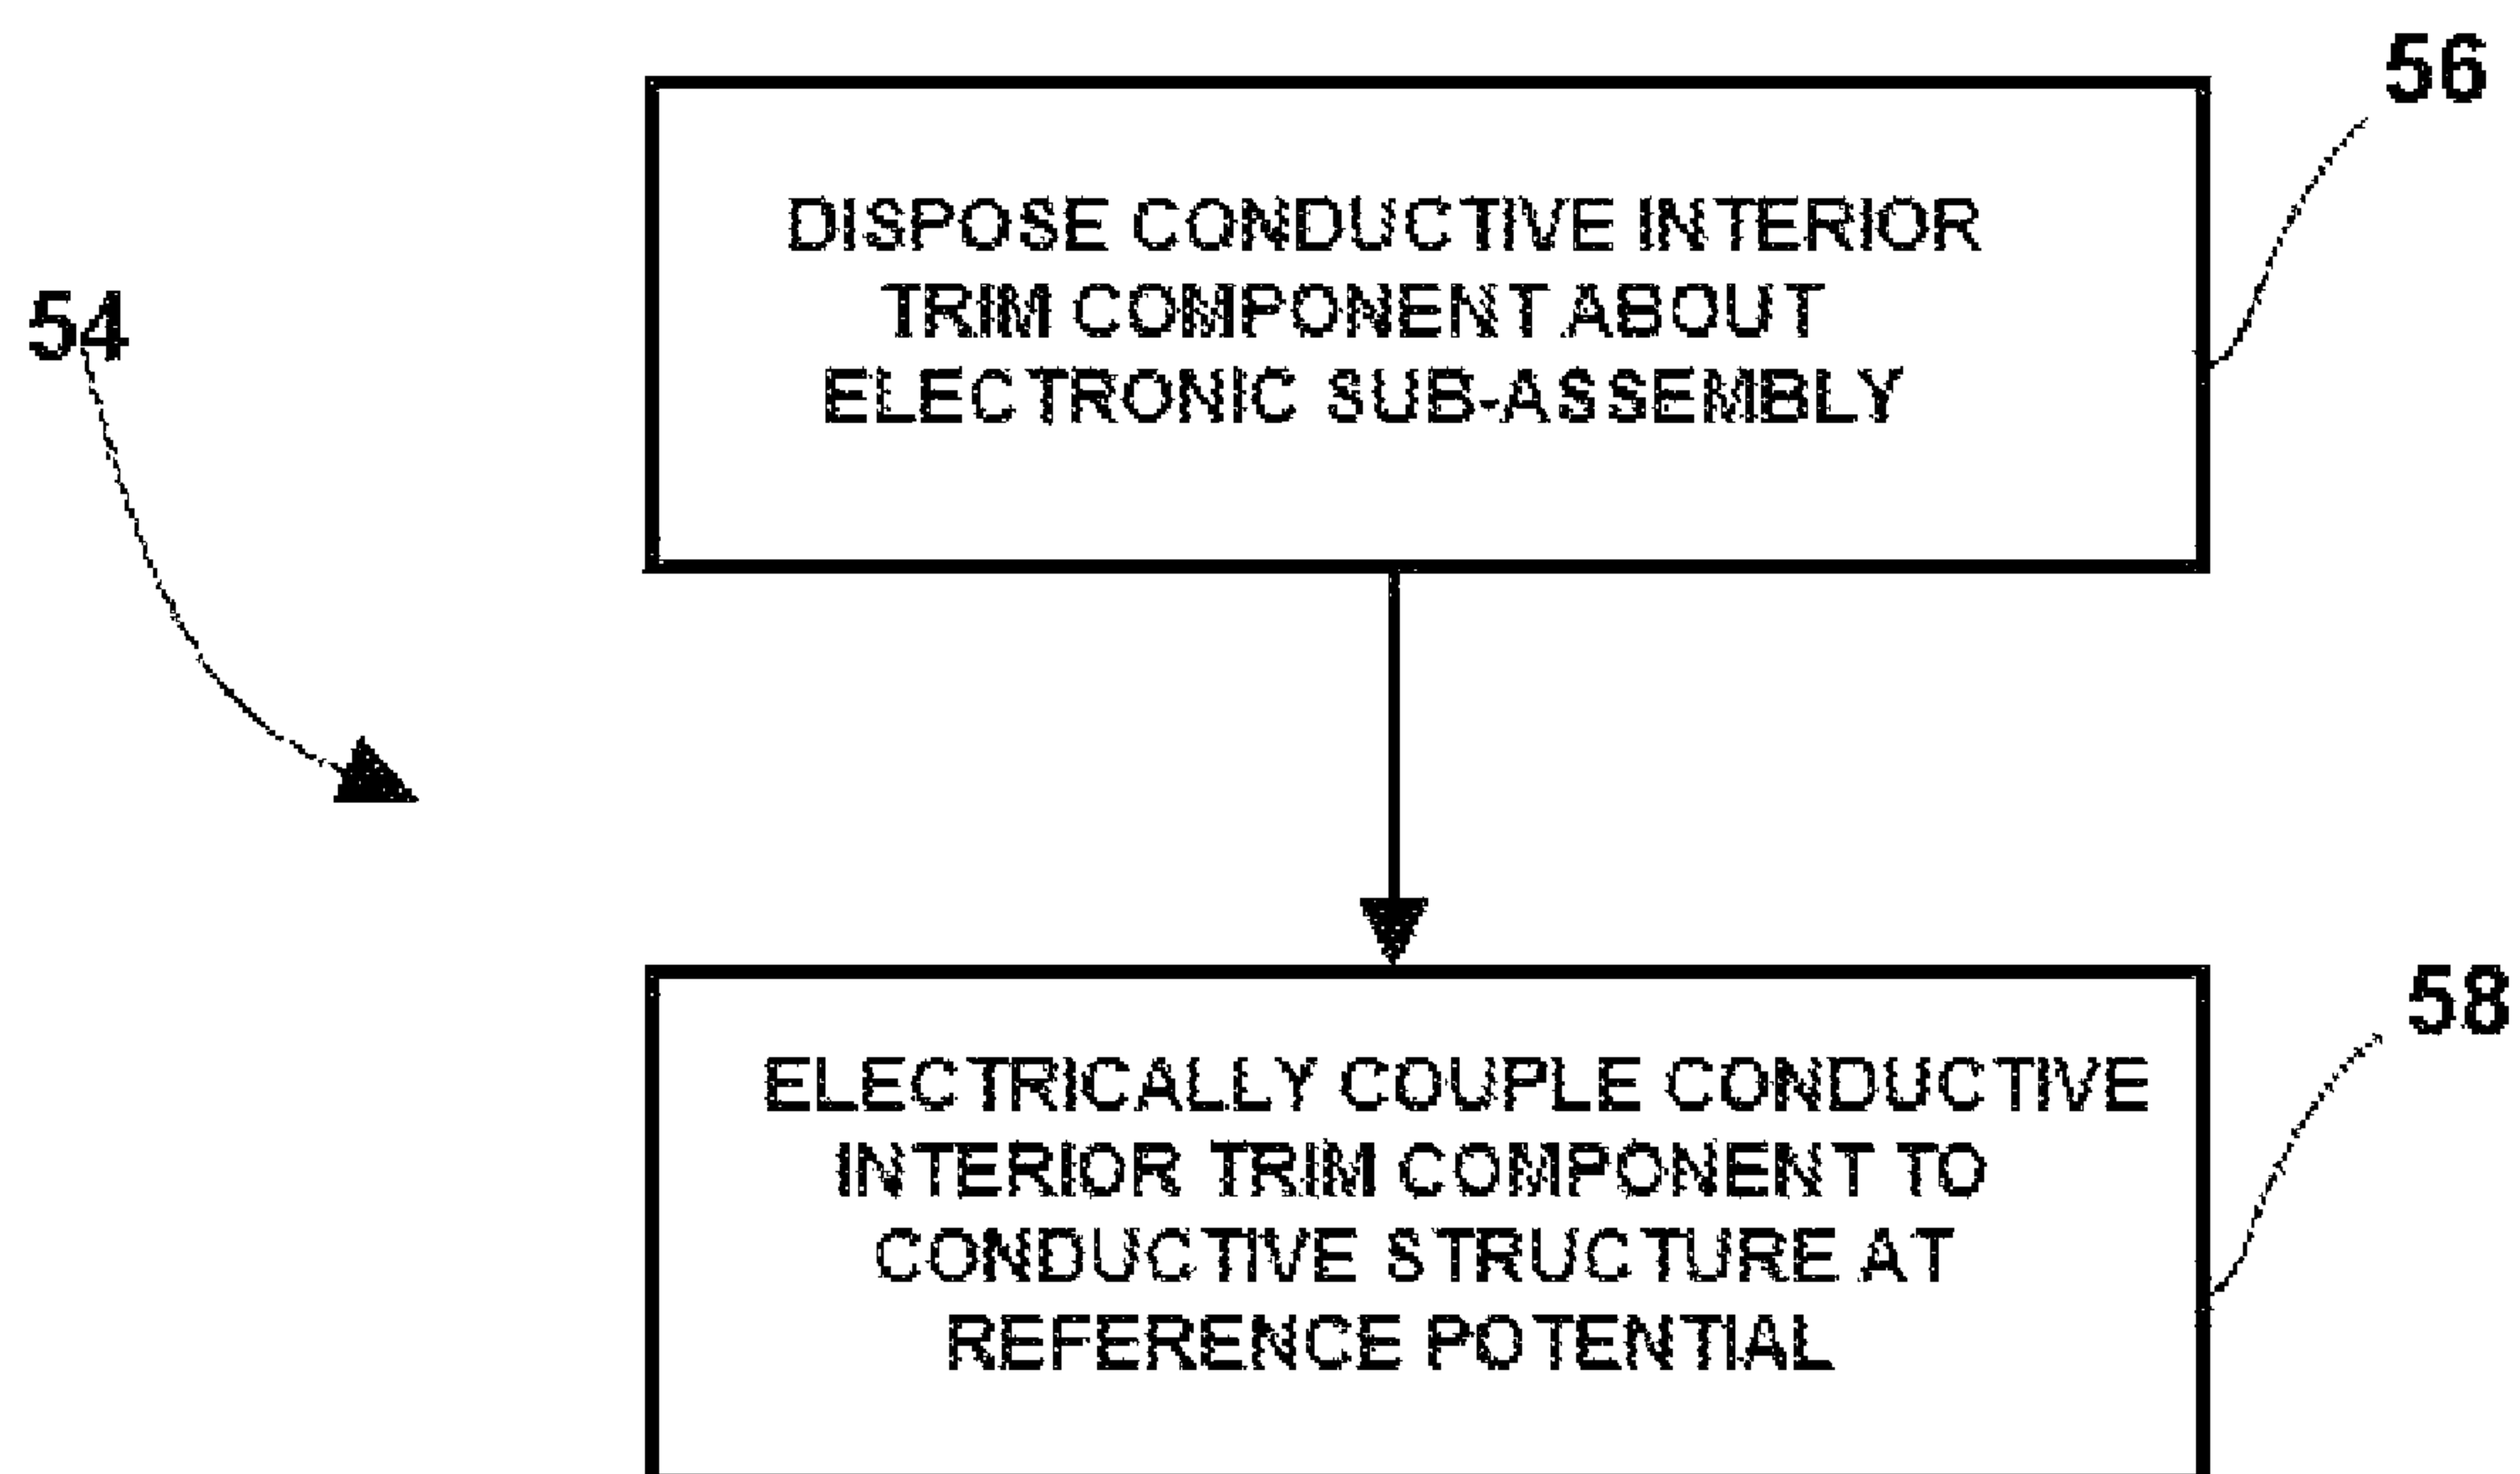 56
DISPOSE CONDUCTIVE INTERIOR
TRIM COMPONENT ABOUT
ELECTRONIC SUB-ASSEMBLY
54
58
ELECTRICALLY COUPLE CONDUCTIVE
INTERIOR TRIM COMPONENT TO
CONDUCTIVE STRUCTURE AT
REFERENCE POTENTIAL